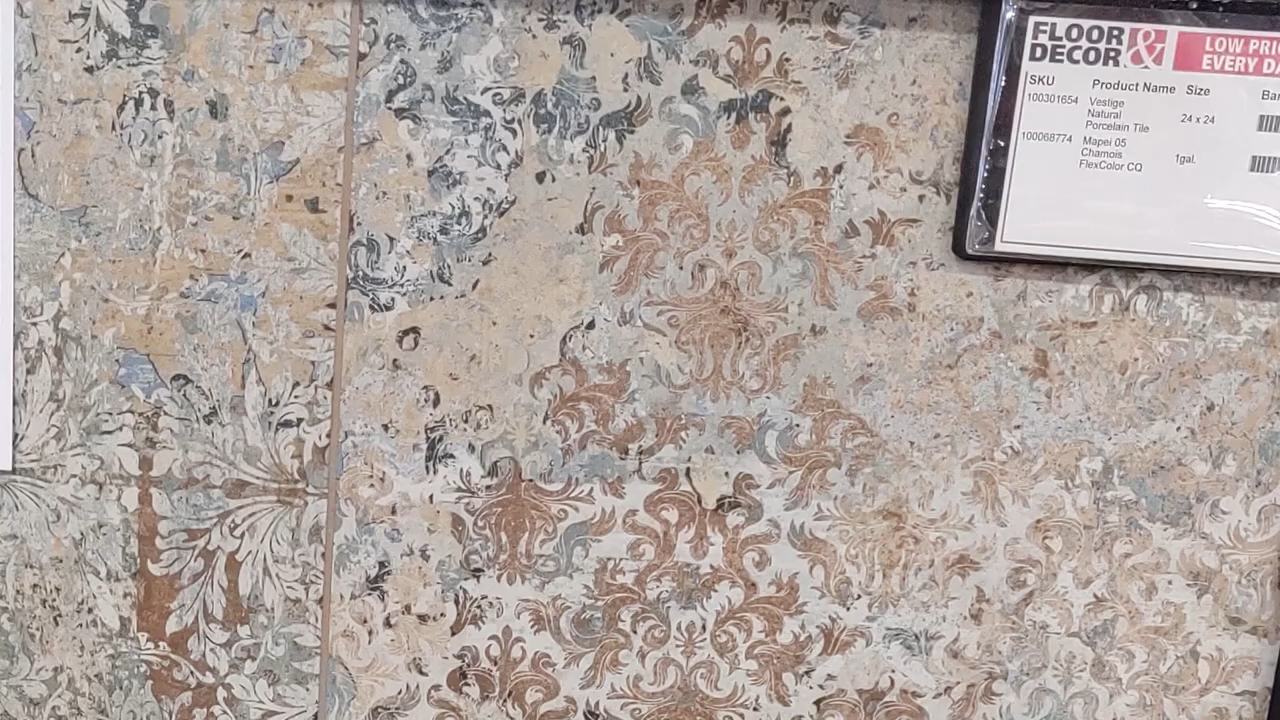 FLOOR
DECOR &
LOW PRI
EVERY DA
SKU Product Name Size Bar
100301654 Vestige
Natural
Porcelain Tile 24 x 24
100068774 Mapei 05
Chamois
FlexColor CQ 1gal.